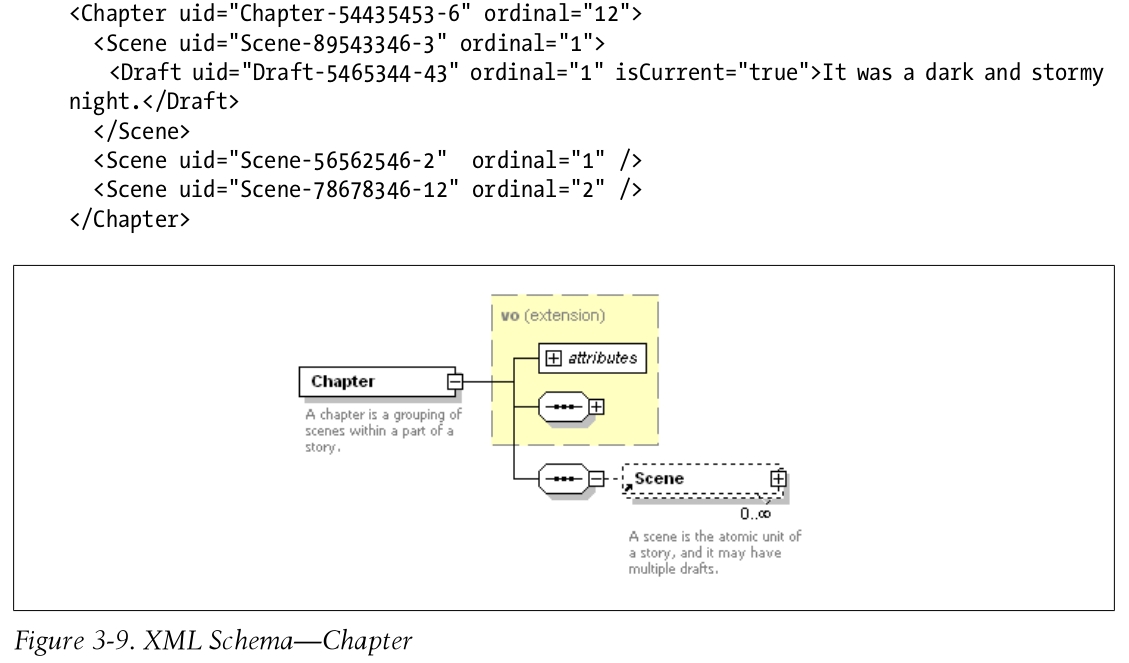 <Chapter uid="Chapter-54435453-6" ordinal="12">
<Scene uid="Scene-89543346-3" ordinal="1">
<Draft uid="Draft-5465344-43" ordinal="1" isCurrent="true">It was a dark and stormy
night.</Draft>
</Scene>
<Scene uid="Scene-56562546-2"  ordinal="1" />
<Scene uid="Scene-78678346-12" ordinal="2" />
</Chapter>
vo (extension)
attributes
Chapter
A chapter is a grouping of
scenes within a part of a
story.
Scene
0..∞
A scene is the atomic unit of
a story, and it may have
multiple drafts.
Figure 3-9. XML Schema—Chapter